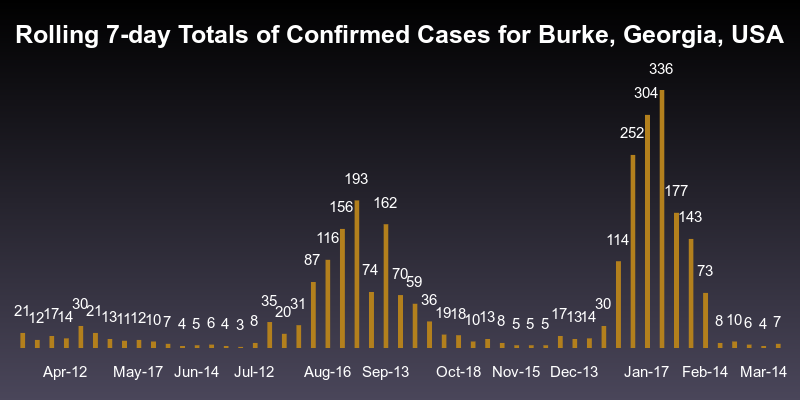 Rolling 7-day Totals of Confirmed Cases for Burke, Georgia, USA
21 12 17 14 30 21 13 11 12 10 7 4 5 6 4 3 8 35 20 31 87 116 156 193 74 162 70 59 36 19 18 10 13 8 5 5 5 17 13 14 30 114 252 304 336 177 143 73 8 10 6 4 7
Apr-12 May-17 Jun-14 Jul-12 Aug-16 Sep-13 Oct-18 Nov-15 Dec-13 Jan-17 Feb-14 Mar-14